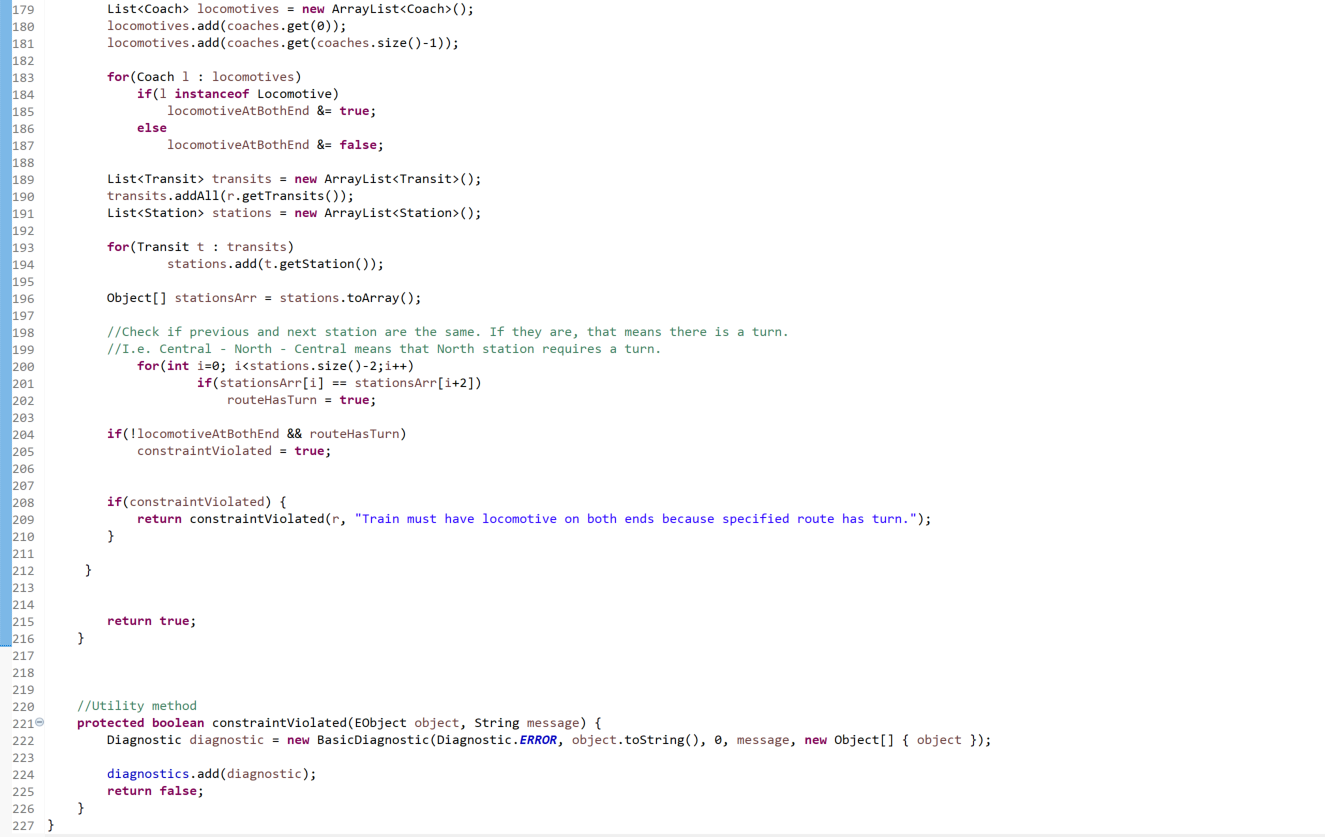 179         List<Coach> locomotives = new ArrayList<Coach>();
180         locomotives.add(coaches.get(0));
181         locomotives.add(coaches.get(coaches.size()-1));
182
183         for(Coach l : locomotives)
184             if(l instanceof Locomotive)
185                 locomotiveAtBothEnd &= true;
186             else
187                 locomotiveAtBothEnd &= false;
188
189         List<Transit> transits = new ArrayList<Transit>();
190         transits.addAll(r.getTransits());
191         List<Station> stations = new ArrayList<Station>();
192
193         for(Transit t : transits)
194                 stations.add(t.getStation());
195
196         Object[] stationsArr = stations.toArray();
197
198         //Check if previous and next station are the same. If they are, that means there is a turn.
199         //I.e. Central - North - Central means that North station requires a turn.
200             for(int i=0; i<stations.size()-2;i++)
201                     if(stationsArr[i] == stationsArr[i+2])
202                         routeHasTurn = true;
203
204         if(!locomotiveAtBothEnd && routeHasTurn)
205             constraintViolated = true;
206
207
208         if(constraintViolated) {
209             return constraintViolated(r, "Train must have locomotive on both ends because specified route has turn.");
210         }
211
212      }
213
214
215         return true;
216     }
217
218
219
220     //Utility method
221     protected boolean constraintViolated(EObject object, String message) {
222         Diagnostic diagnostic = new BasicDiagnostic(Diagnostic.ERROR, object.toString(), 0, message, new Object[] { object });
223
224         diagnostics.add(diagnostic);
225         return false;
226     }
227 }